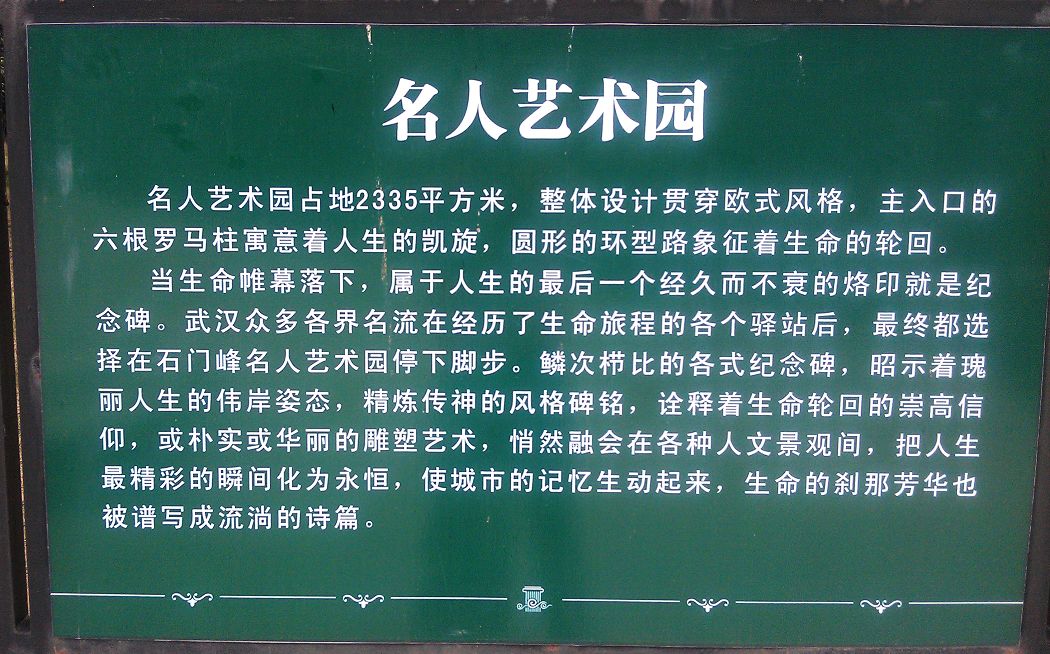 名人艺术园
名人艺术园占地2335平方米，整体设计贯穿欧式风格，主入口的
六根罗马柱寓意着人生的凯旋，圆形的环型路象征着生命的轮回。
当生命帷幕落下，属于人生的最后一个经久而不衰的烙印就是纪
念碑。武汉众多各界名流在经历了生命旅程的各个驿站后，最终都选
择在石门峰名人艺术园停下脚步。鳞次栉比的各式纪念碑，昭示着瑰
丽人生的伟岸姿态，精炼传神的风格碑铭，诠释着生命轮回的崇高信
仰，或朴实或华丽的雕塑艺术，悄然融会在各种人文景观间，把人生
最精彩的瞬间化为永恒，使城市的记忆生动起来，生命的刹那芳华也
被谱写成流淌的诗篇。